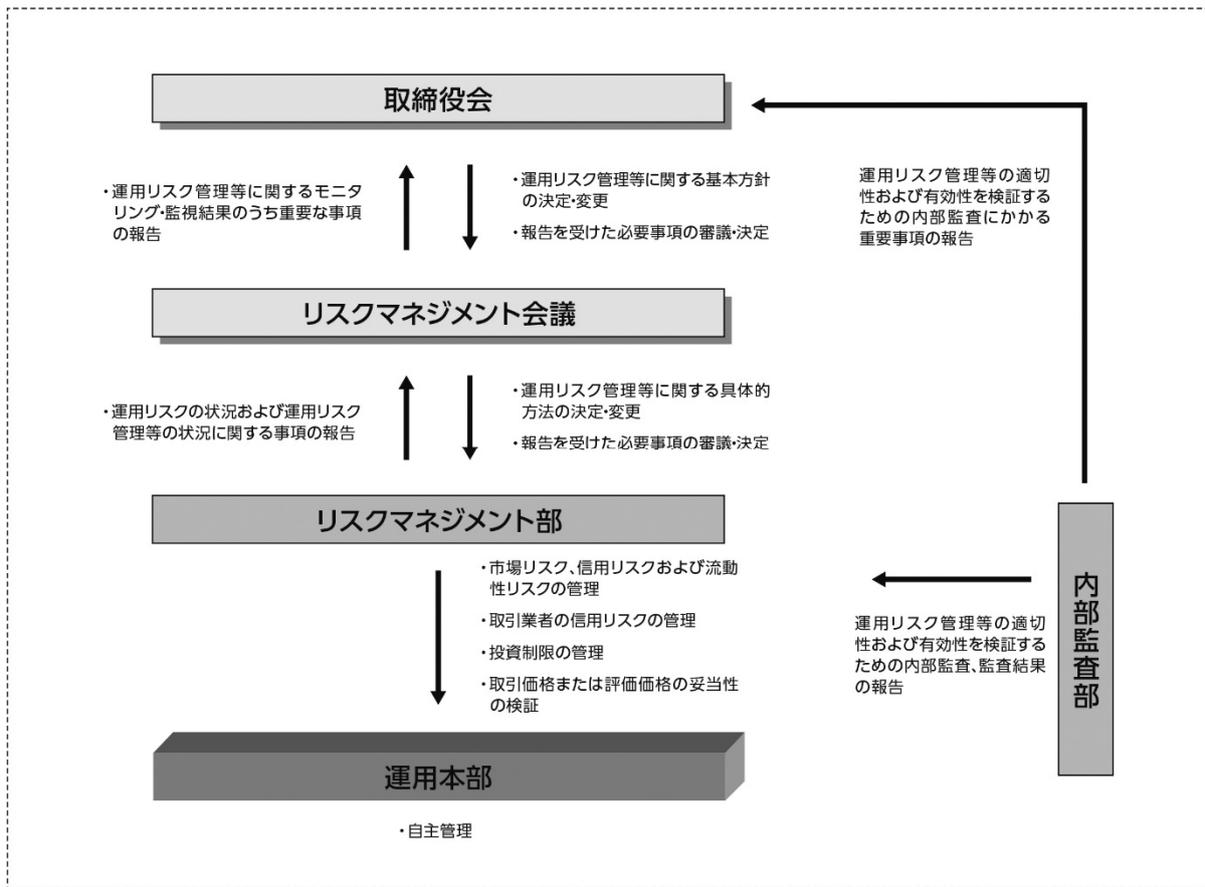 取締役会
・運用リスク管理等に関するモニタ
リング・監視結果のうち重要な事項
の報告
・運用リスク管理等に関する基本方針
の決定・変更
・報告を受けた必要事項の審議・決定
運用リスク管理等の適切
性および有効性を検証する
ための内部監査にかかる
重要事項の報告
リスクマネジメント会議
・運用リスクの状況および運用リスク
管理等の状況に関する事項の報告
・運用リスク管理等に関する具体的
方法の決定・変更
・報告を受けた必要事項の審議・決定
リスクマネジメント部
・市場リスク、信用リスクおよび流動
性リスクの管理
・取引業者の信用リスクの管理
・投資制限の管理
・取引価格または評価価格の妥当性
の検証
運用リスク管理等の適切
性および有効性を検証する
ための内部監査、監査結果
の報告
内部監査部
運用本部
・自主管理